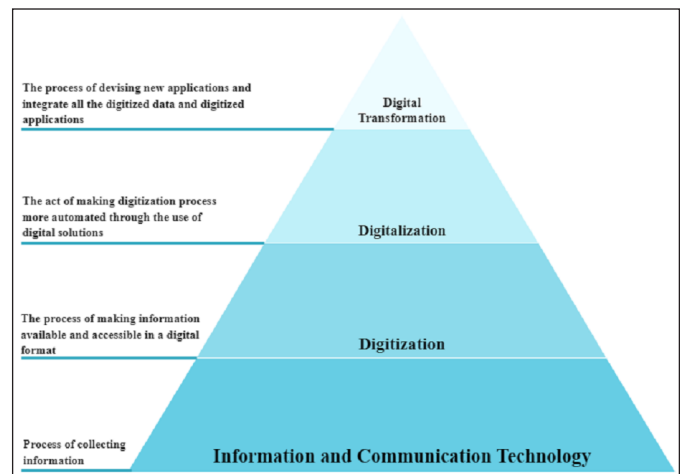 The process of devising new applications and
integrate all the digitized data and digitized
applications
Digital
Transformation
The act of making digitization process
more automated through the use of
digital solutions
Digitalization
The process of making information
available and accessible in a digital
format
Digitization
Process of collecting
information
Information and Communication Technology